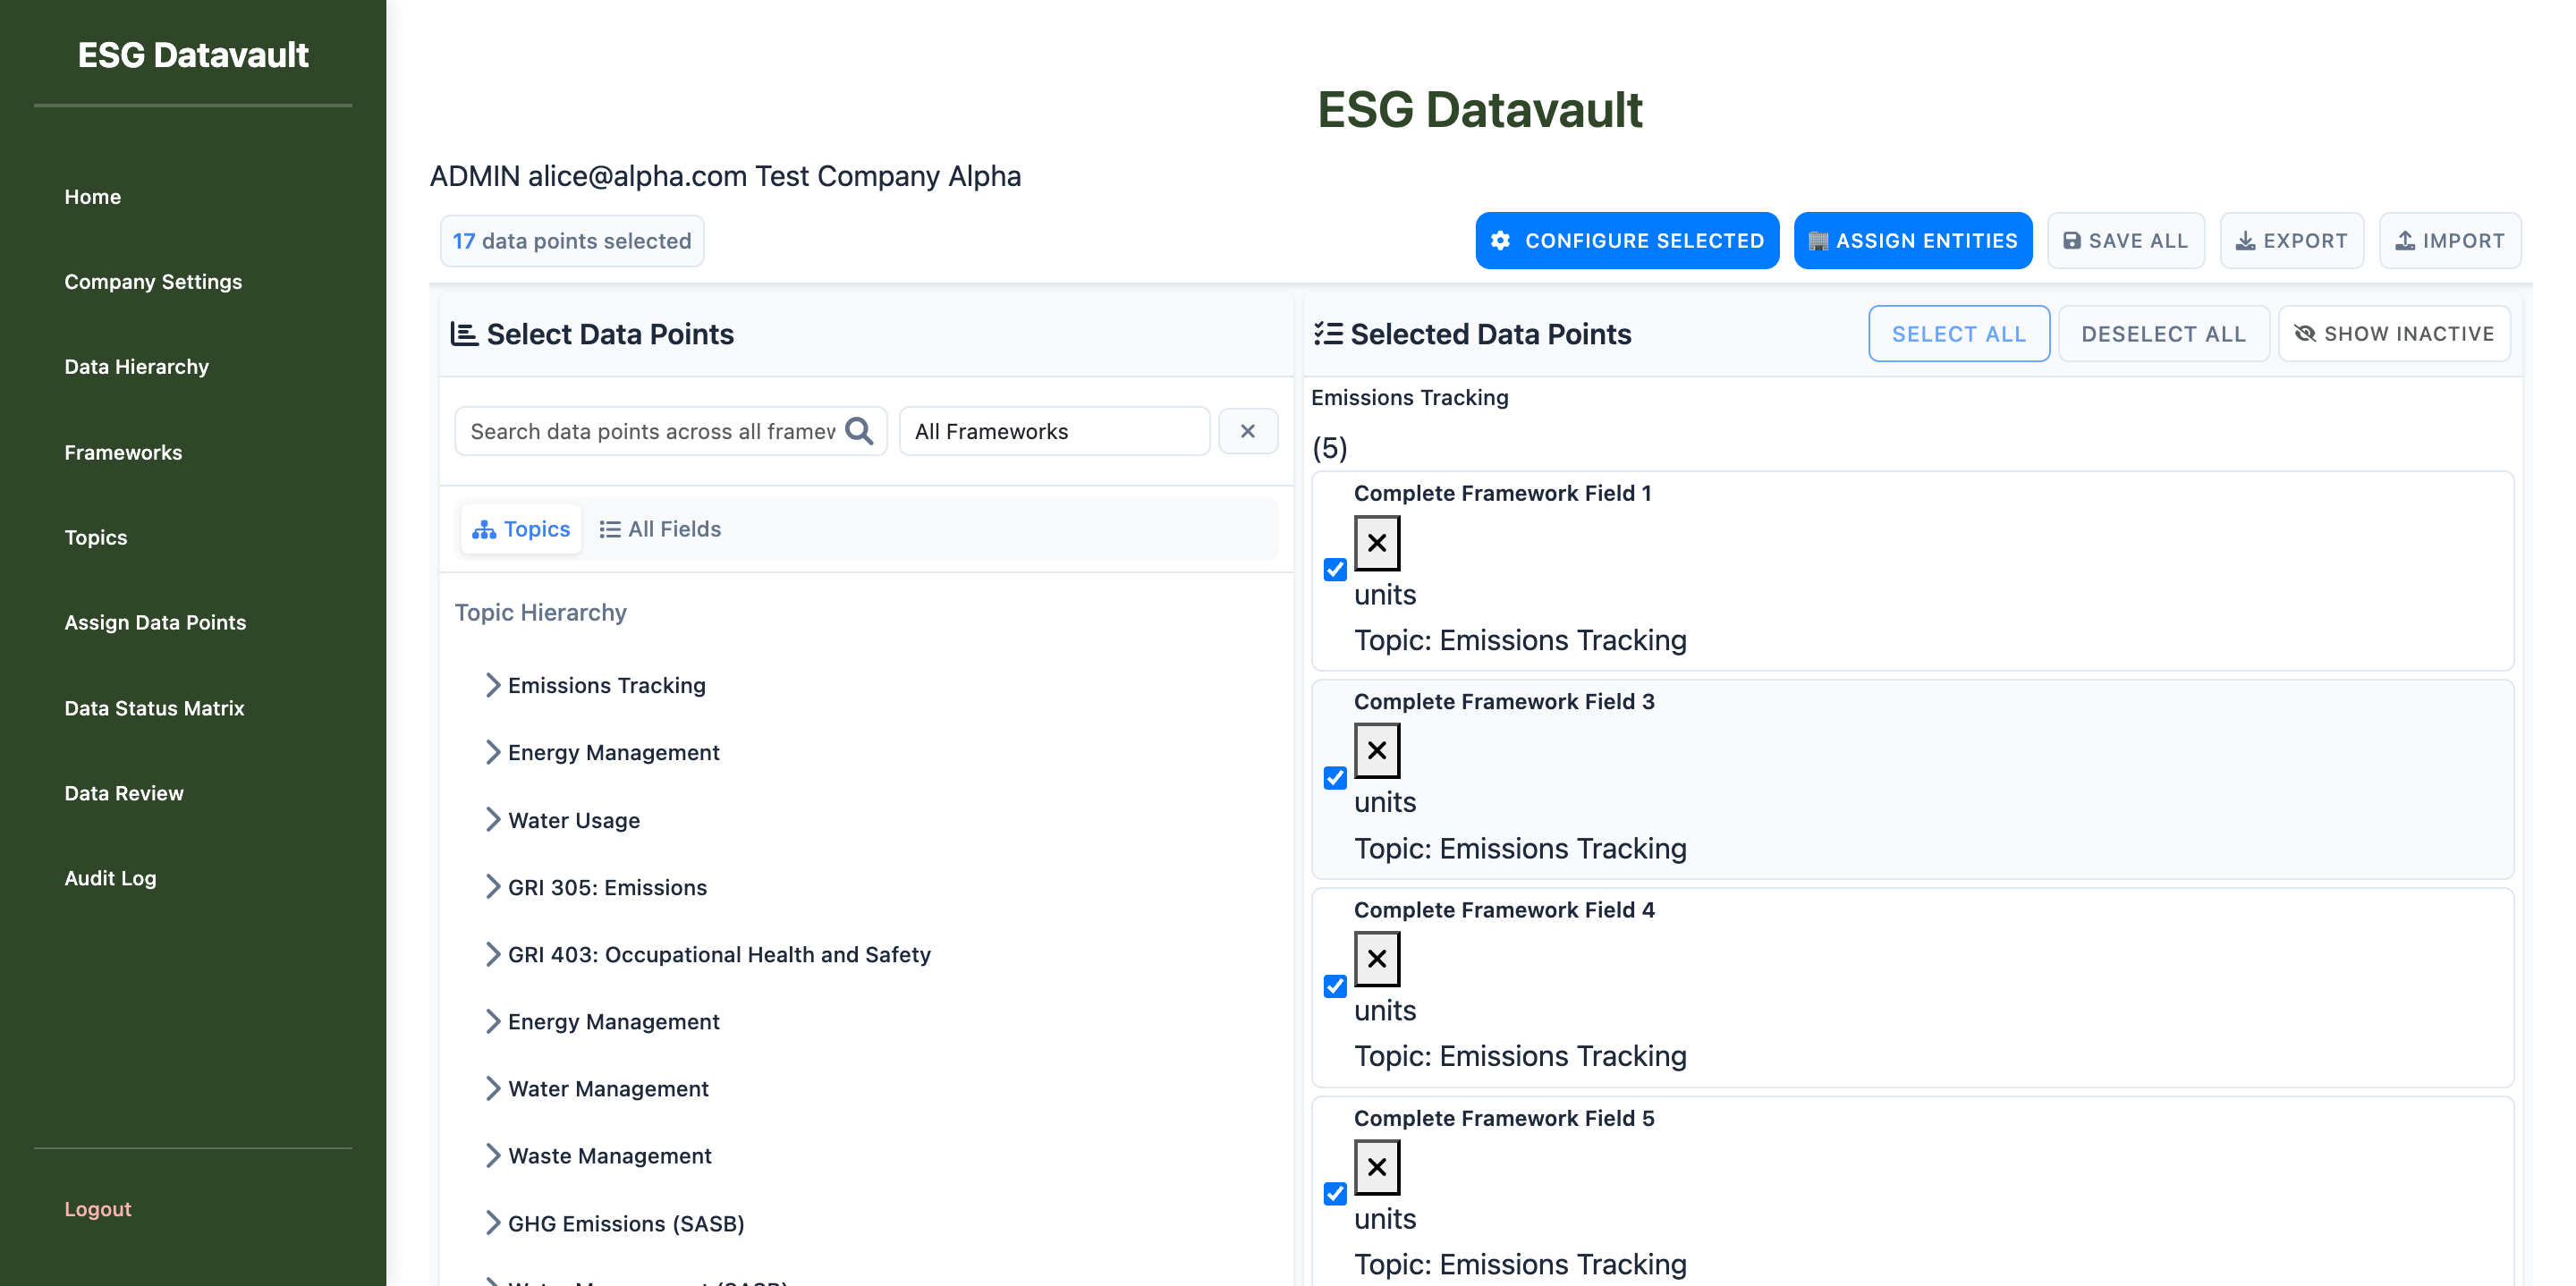 ESG Datavault
Home
Company Settings
Data Hierarchy
Frameworks
Topics
Assign Data Points
Data Status Matrix
Data Review
Audit Log
Logout
ESG Datavault
ADMIN alice@alpha.com Test Company Alpha
17 data points selected
CONFIGURE SELECTED
ASSIGN ENTITIES
SAVE ALL
EXPORT
IMPORT
Select Data Points
Search data points across all framew
All Frameworks
Topics
All Fields
Topic Hierarchy
Emissions Tracking
Energy Management
Water Usage
GRI 305: Emissions
GRI 403: Occupational Health and Safety
Energy Management
Water Management
Waste Management
GHG Emissions (SASB)
Water Management (SASB)
Selected Data Points
SELECT ALL
DESELECT ALL
SHOW INACTIVE
Emissions Tracking
(5)
Complete Framework Field 1
units
Topic: Emissions Tracking
Complete Framework Field 3
units
Topic: Emissions Tracking
Complete Framework Field 4
units
Topic: Emissions Tracking
Complete Framework Field 5
units
Topic: Emissions Tracking